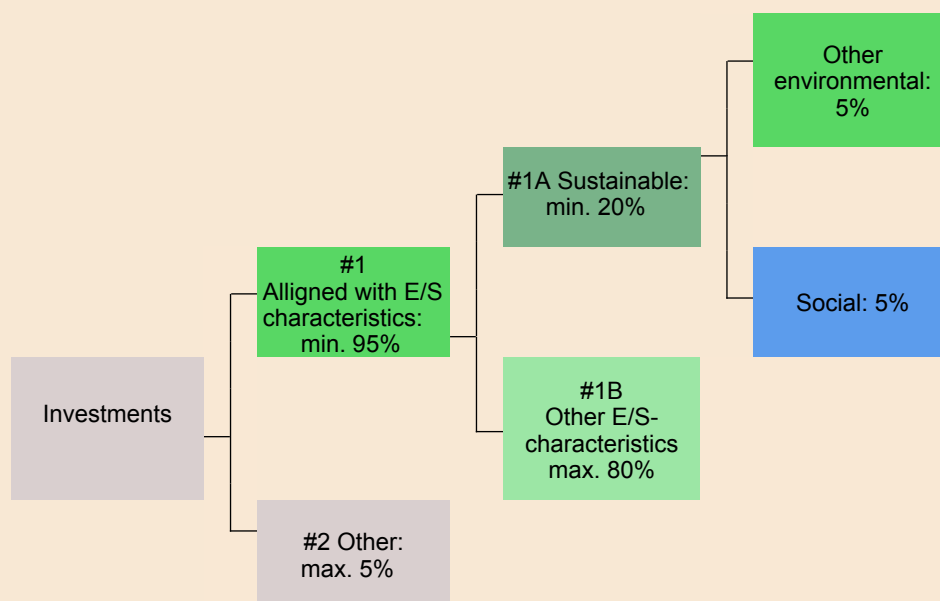 Other
environmental:
5%
#1A Sustainable:
min. 20%
#1
Alligned with E/S
characteristics:
min. 95%
Social: 5%
Investments
#1B
Other E/S-
characteristics
max. 80%
#2 Other:
max. 5%